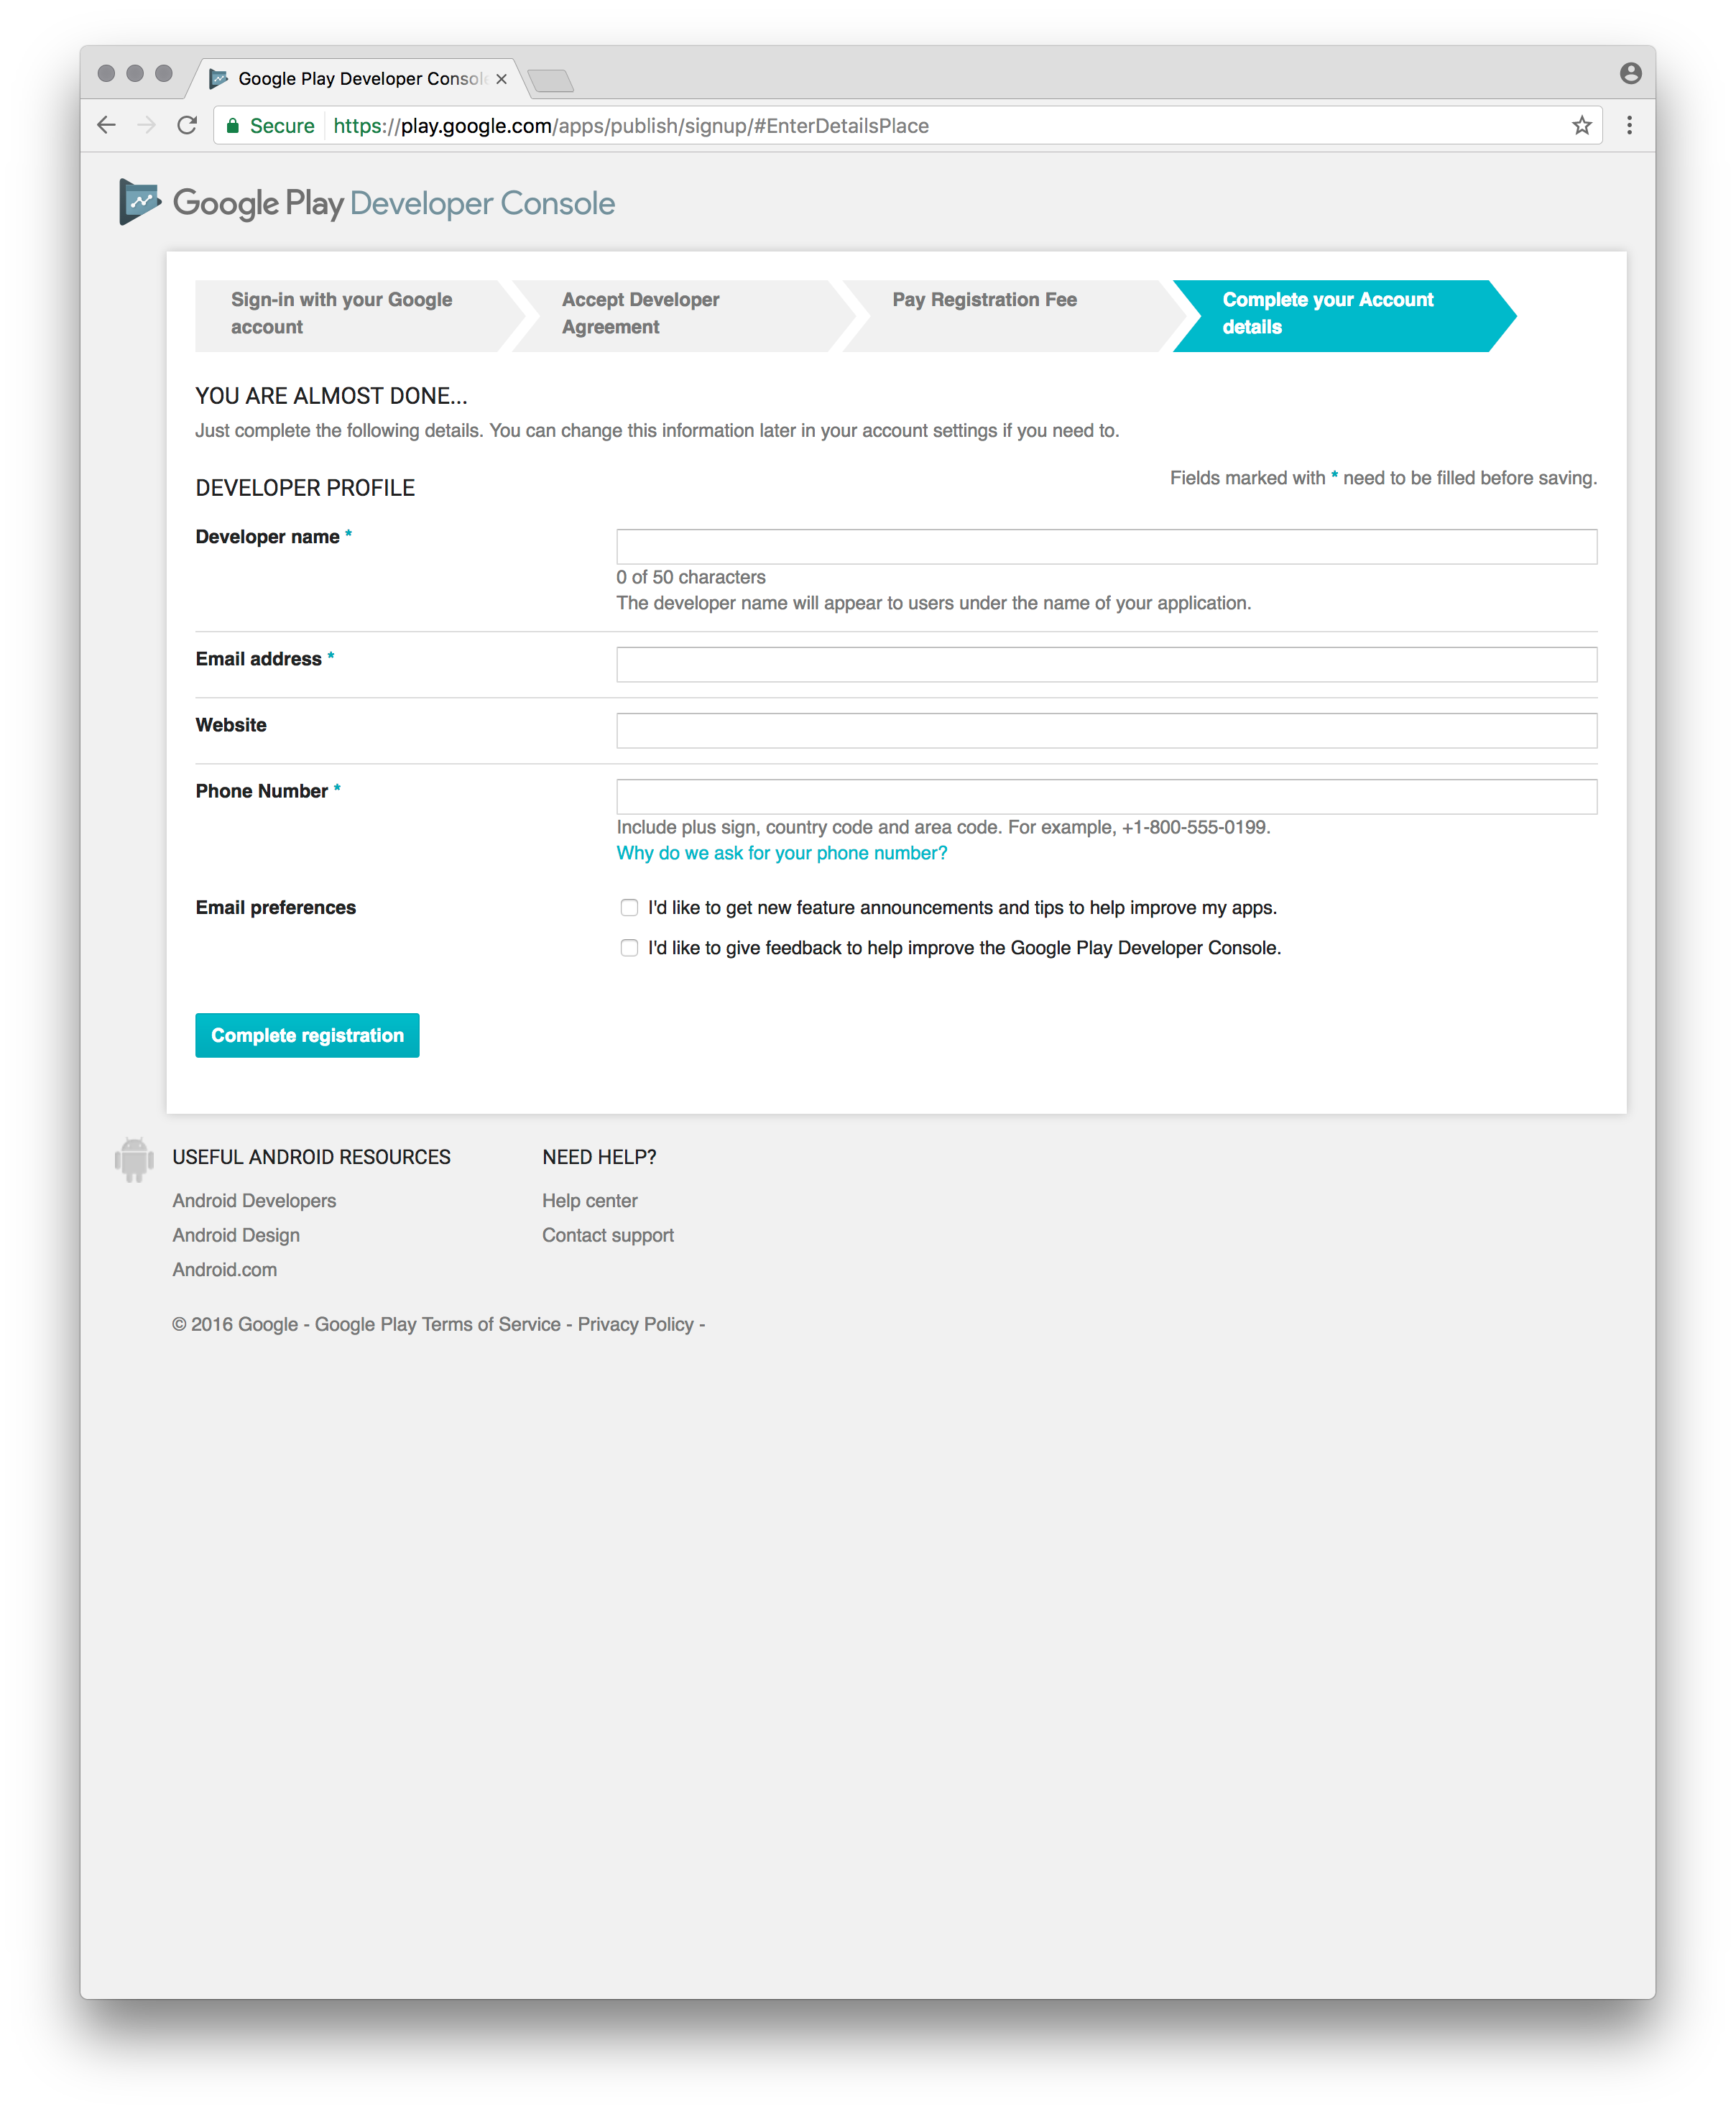 Google Play Developer Consol
Secure https://play.google.com/apps/publish/signup/#EnterDetailsPlace
Google Play Developer Console
Sign-in with your Google
account
Accept Developer
Agreement
Pay Registration Fee
Complete your Account
details
YOU ARE ALMOST DONE...
Just complete the following details. You can change this information later in your account settings if you need to.
DEVELOPER PROFILE
Fields marked with * need to be filled before saving.
Developer name *
0 of 50 characters
The developer name will appear to users under the name of your application.
Email address *
Website
Phone Number *
Include plus sign, country code and area code. For example, +1-800-555-0199.
Why do we ask for your phone number?
Email preferences
I'd like to get new feature announcements and tips to help improve my apps.
I'd like to give feedback to help improve the Google Play Developer Console.
Complete registration
USEFUL ANDROID RESOURCES
Android Developers
Android Design
Android.com
NEED HELP?
Help center
Contact support
© 2016 Google - Google Play Terms of Service - Privacy Policy -